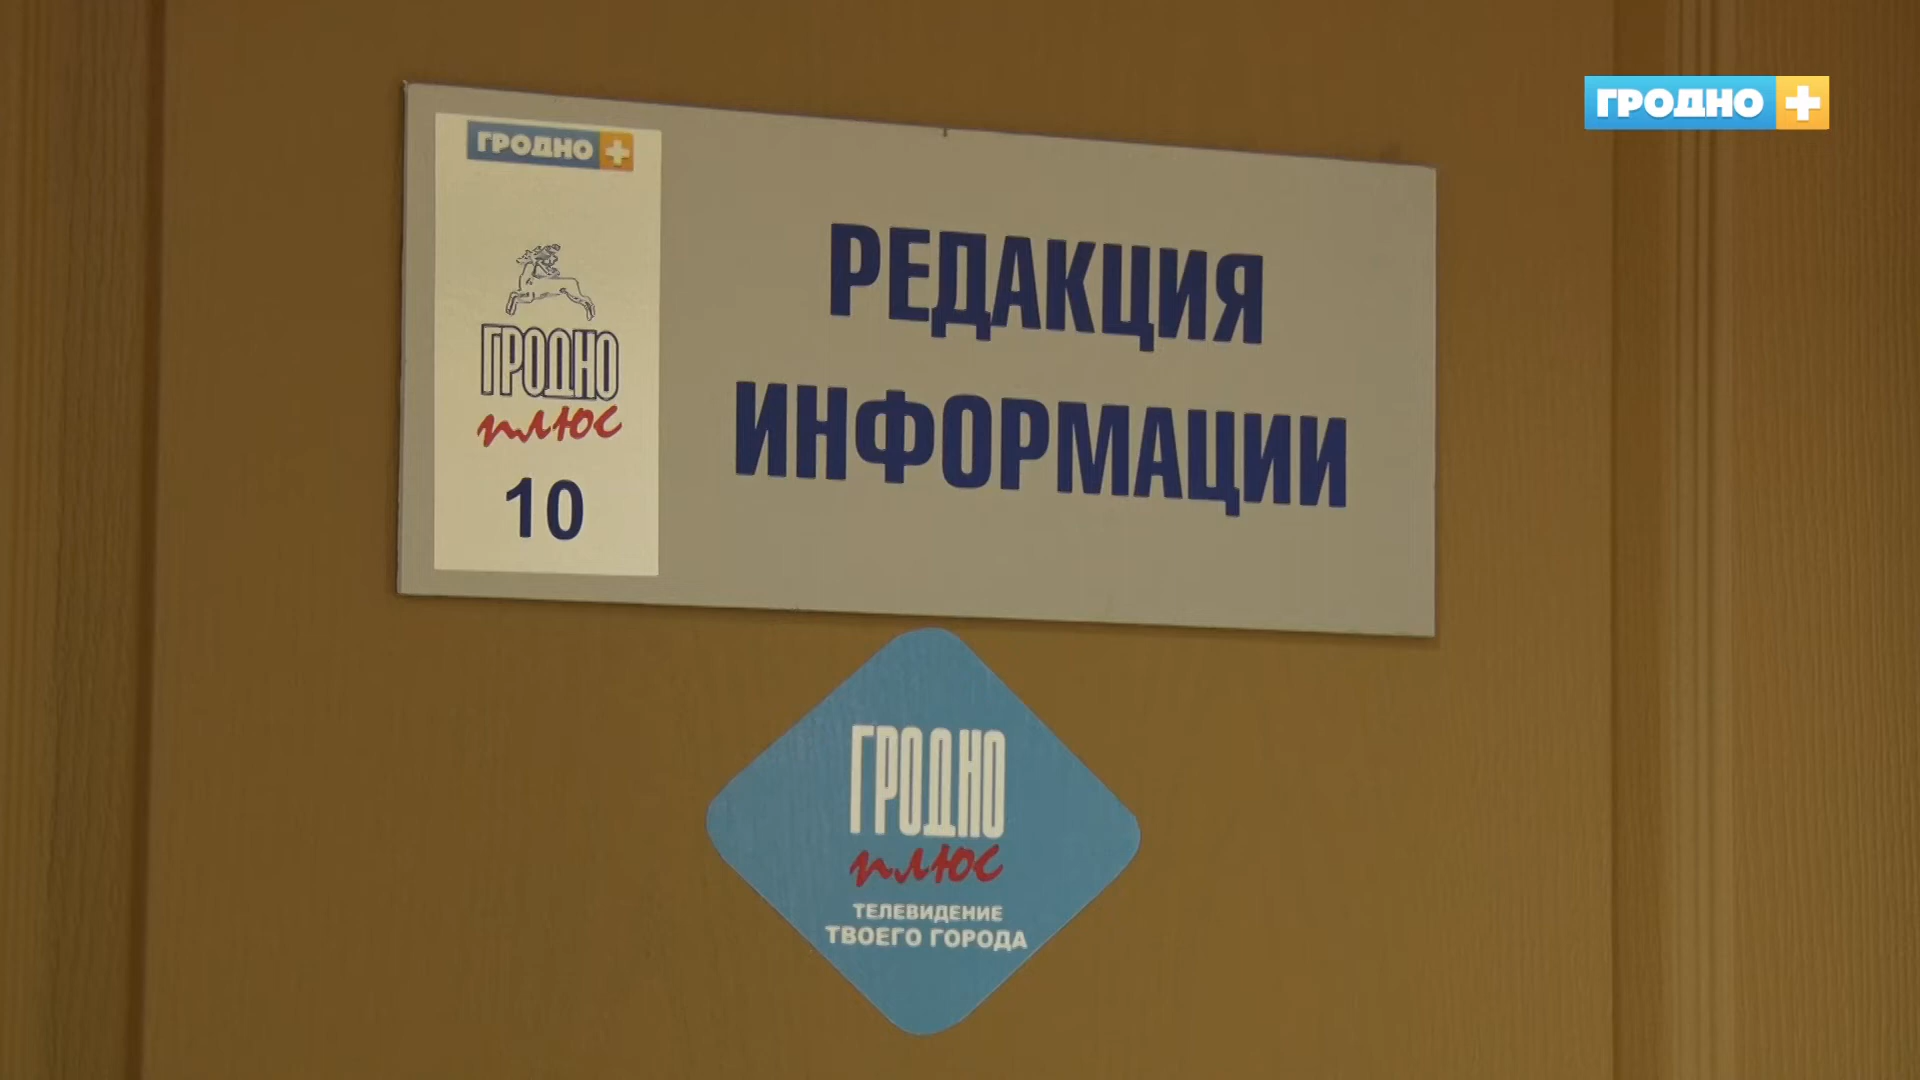 ГРОДНО +
ГРОДНО +
ГРОДНО
плюс
10
РЕДАКЦИЯ
ИНФОРМАЦИИ
ГРОДНО
плюс
ТЕЛЕВИДЕНИЕ
ТВОЕГО ГОРОДА